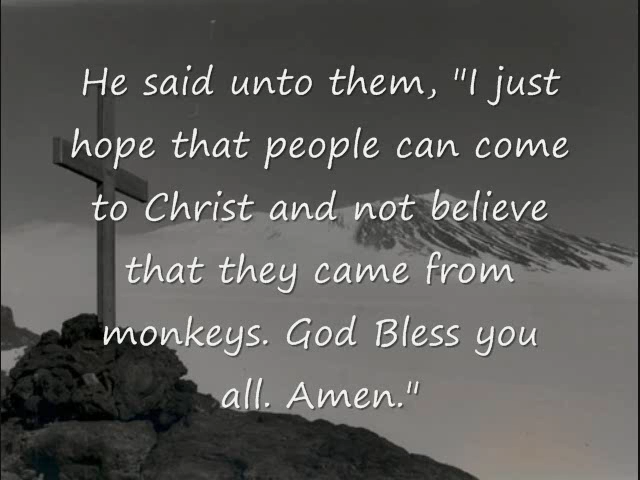 He said unto them, "I just
hope that people can come
to Christ and not believe
that they came from
monkeys. God Bless you
all. Amen."